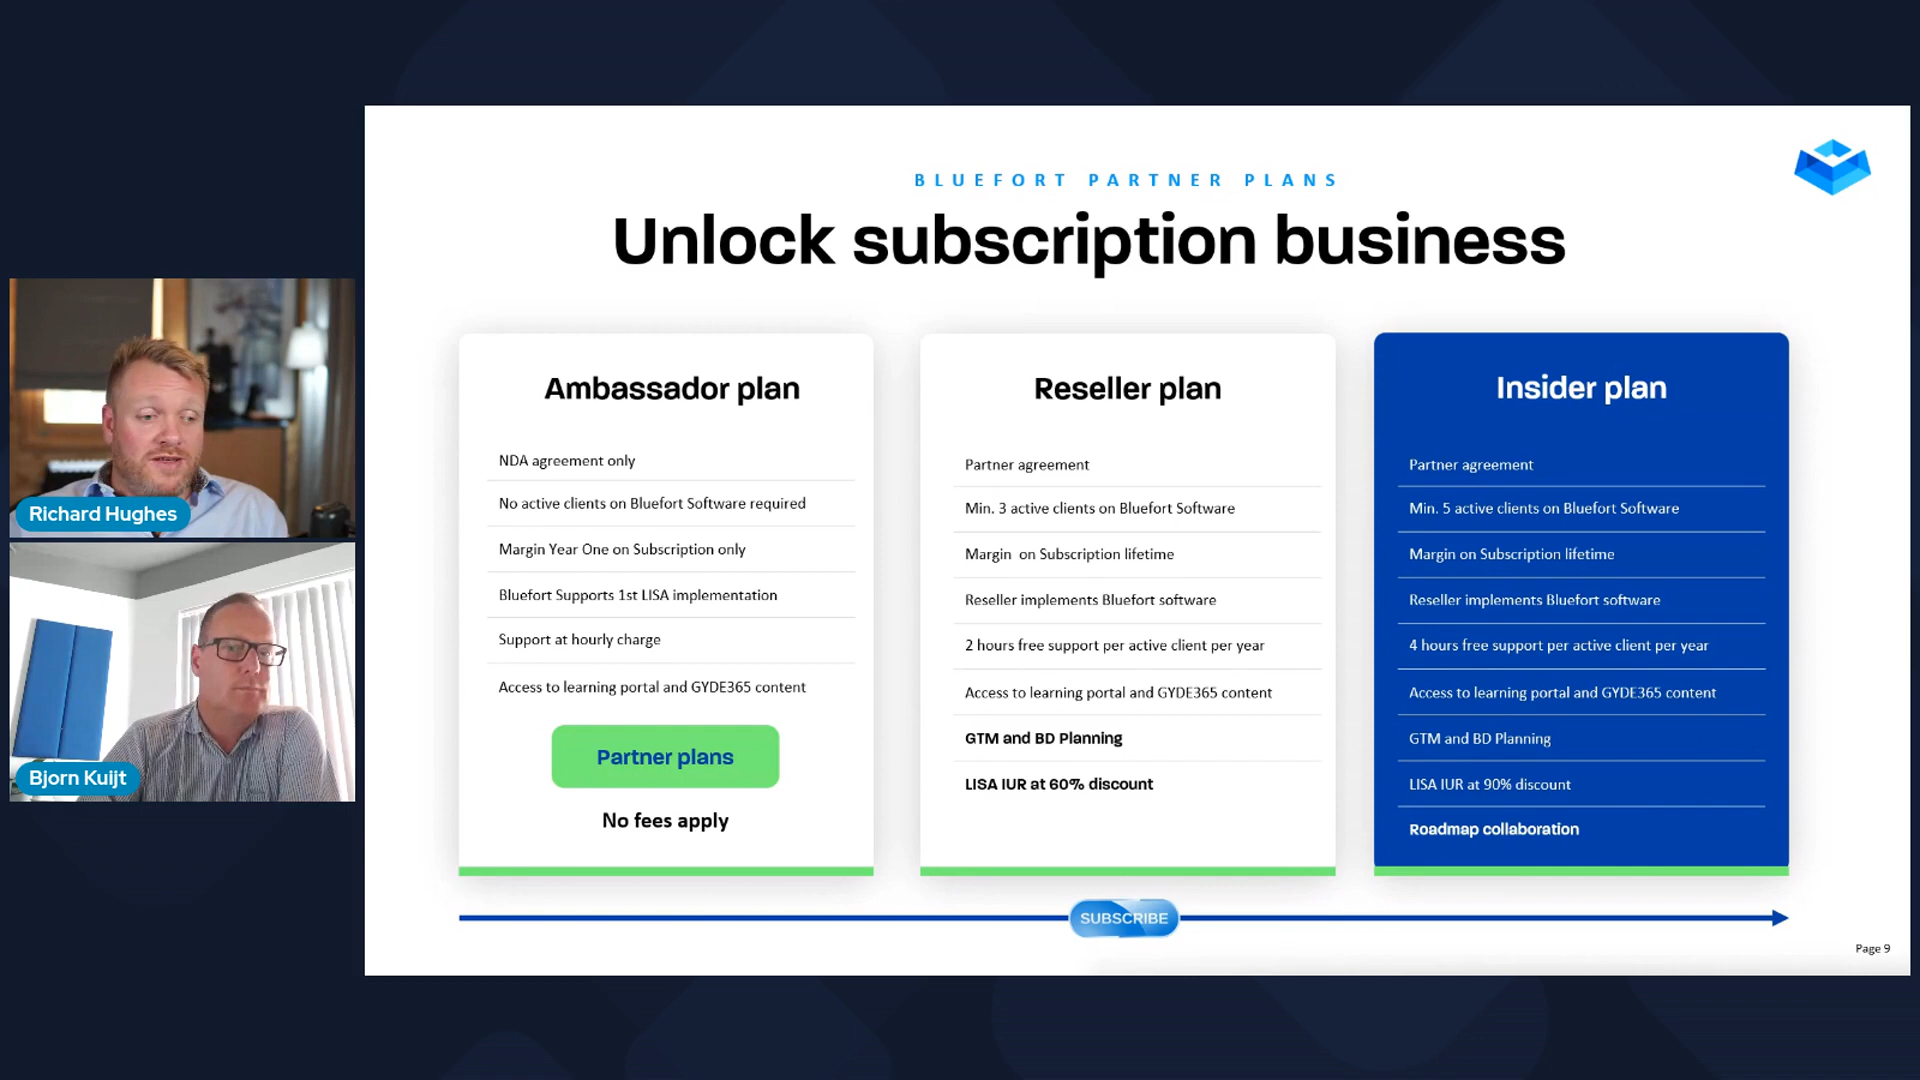 BLUEFORT PARTNER PLANS
Unlock subscription business
Ambassador plan
NDA agreement only
No active clients on Bluefort Software required
Margin Year One on Subscription only
Bluefort Supports 1st LISA implementation
Support at hourly charge
Access to learning portal and GYDE365 content
Partner plans
No fees apply
Reseller plan
Partner agreement
Min. 3 active clients on Bluefort Software
Margin on Subscription lifetime
Reseller implements Bluefort software
2 hours free support per active client per year
Access to learning portal and GYDE365 content
GTM and BD Planning
LISA IUR at 60% discount
Insider plan
Partner agreement
Min. 5 active clients on Bluefort Software
Margin on Subscription lifetime
Reseller implements Bluefort software
4 hours free support per active client per year
Access to learning portal and GYDE365 content
GTM and BD Planning
LISA IUR at 90% discount
Roadmap collaboration
SUBSCRIBE
Page 9
Richard Hughes
Bjorn Kuijt